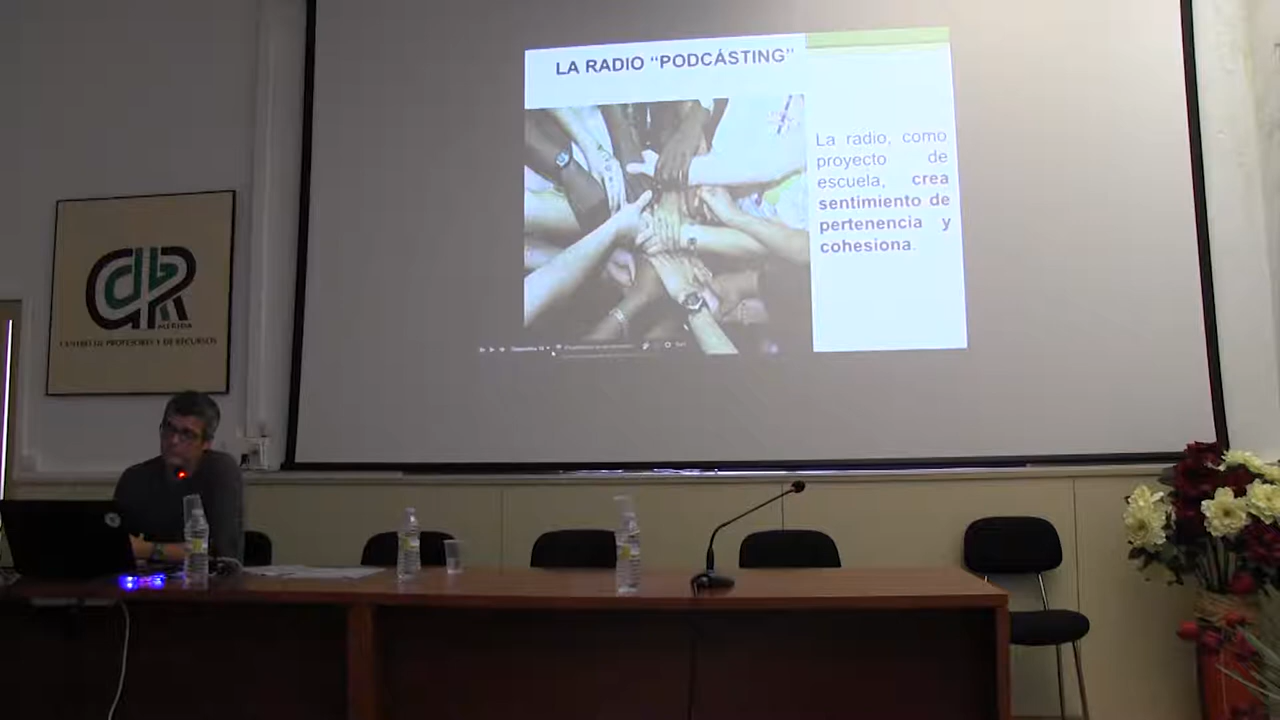 LA RADIO “PODCÁSTING”
La radio, como
proyecto de
escuela, crea
sentimiento de
pertenencia y
cohesiona.
MÉRIDA
CENTRO DE PROFESORES Y DE RECURSOS